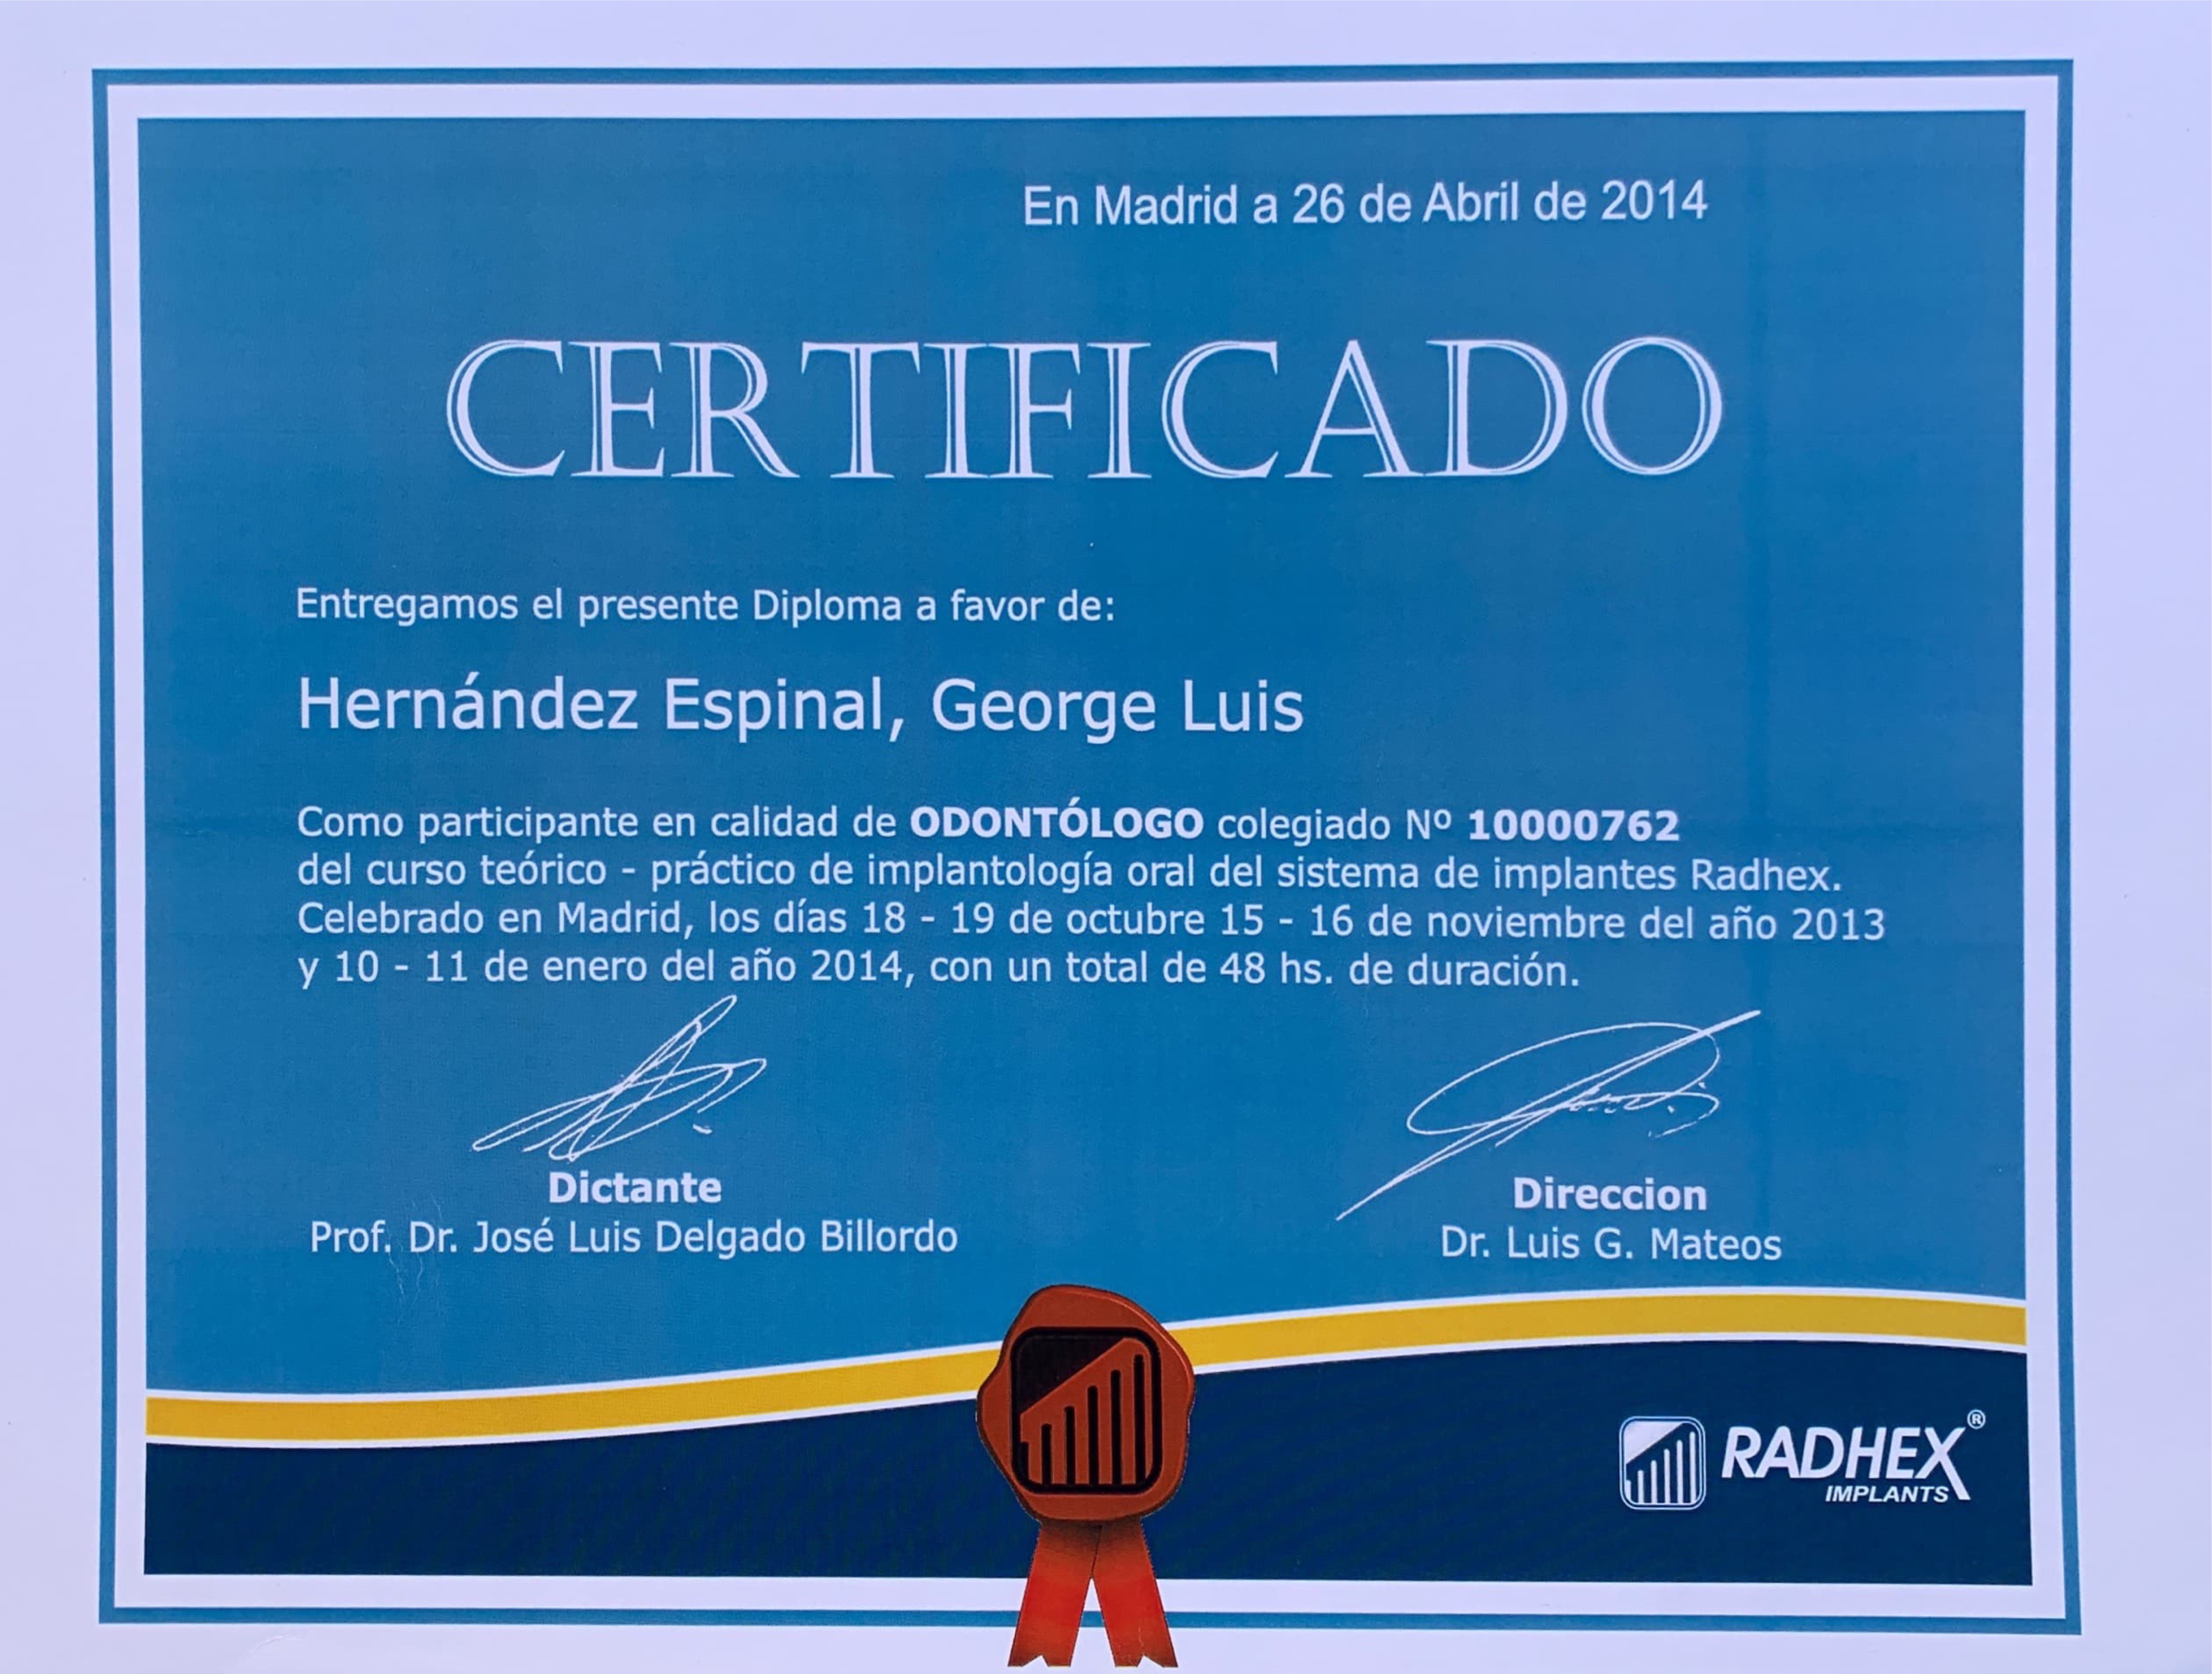 En Madrid a 26 de Abril de 2014
CERTIFICADO
Entregamos el presente Diploma a favor de:
Hernández Espinal, George Luis
Como participante en calidad de ODONTÓLOGO colegiado Nº 10000762
del curso teórico - práctico de implantología oral del sistema de implantes Radhex.
Celebrado en Madrid, los días 18 - 19 de octubre 15 - 16 de noviembre del año 2013
y 10 - 11 de enero del año 2014, con un total de 48 hs. de duración.
Dictante
Prof. Dr. José Luis Delgado Billordo
Direccion
Dr. Luis G. Mateos
RADHEX®
IMPLANTS